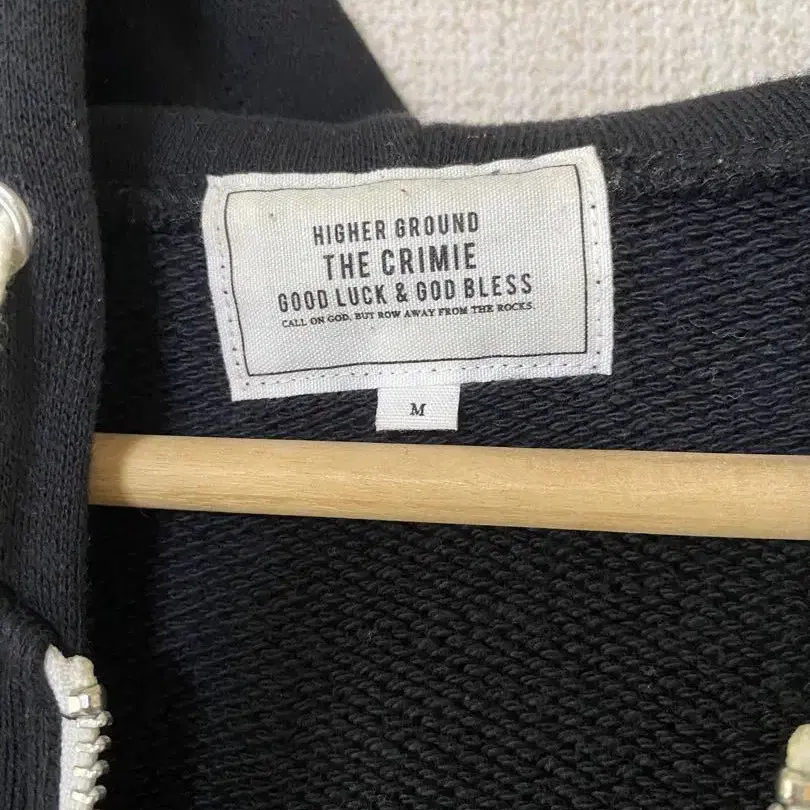 HIGHER GROUND
THE CRIMIE
GOOD LUCK & GOD BLESS
CALL ON GOD, BUT ROW AWAY FROM THE ROCKS.
M